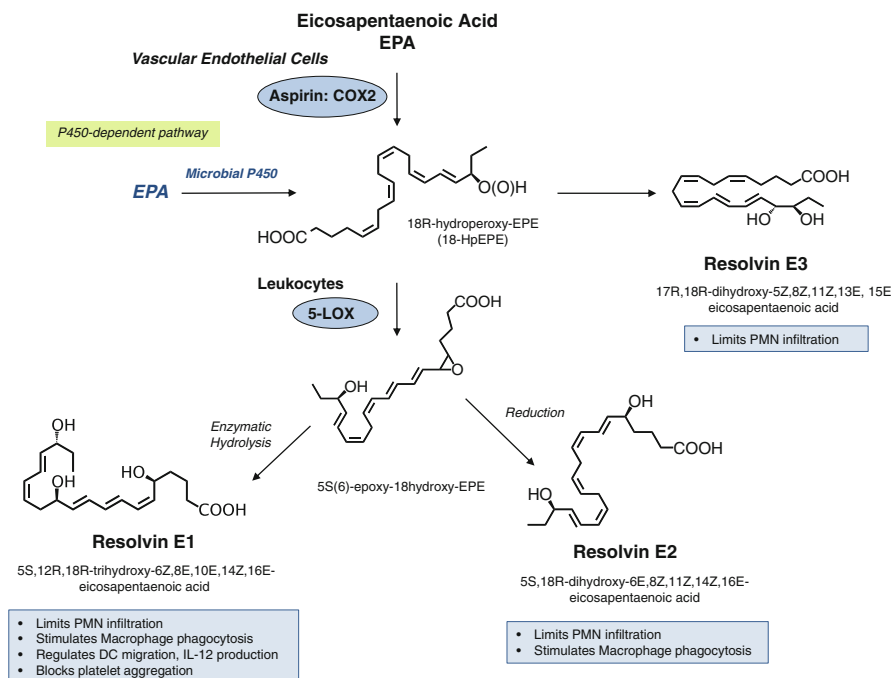 Eicosapentaenoic Acid
EPA
Vascular Endothelial Cells
Aspirin: COX2
P450-dependent pathway
Microbial P450
EPA
O(O)H
HOOC
18R-hydroperoxy-EPE
(18-HpEPE)
COOH
HO
OH
Resolvin E3
17R,18R-dihydroxy-5Z,8Z,11Z,13E, 15E
eicosapentaenoic acid
• Limits PMN infiltration
Leukocytes
5-LOX
COOH
O
OH
Enzymatic
Hydrolysis
Reduction
5S(6)-epoxy-18hydroxy-EPE
OH
OH
OH
COOH
Resolvin E1
5S,12R,18R-trihydroxy-6Z,8E,10E,14Z,16E-
eicosapentaenoic acid
• Limits PMN infiltration
• Stimulates Macrophage phagocytosis
• Regulates DC migration, IL-12 production
• Blocks platelet aggregation
OH
COOH
HO
Resolvin E2
5S,18R-dihydroxy-6E,8Z,11Z,14Z,16E-
eicosapentaenoic acid
• Limits PMN infiltration
• Stimulates Macrophage phagocytosis